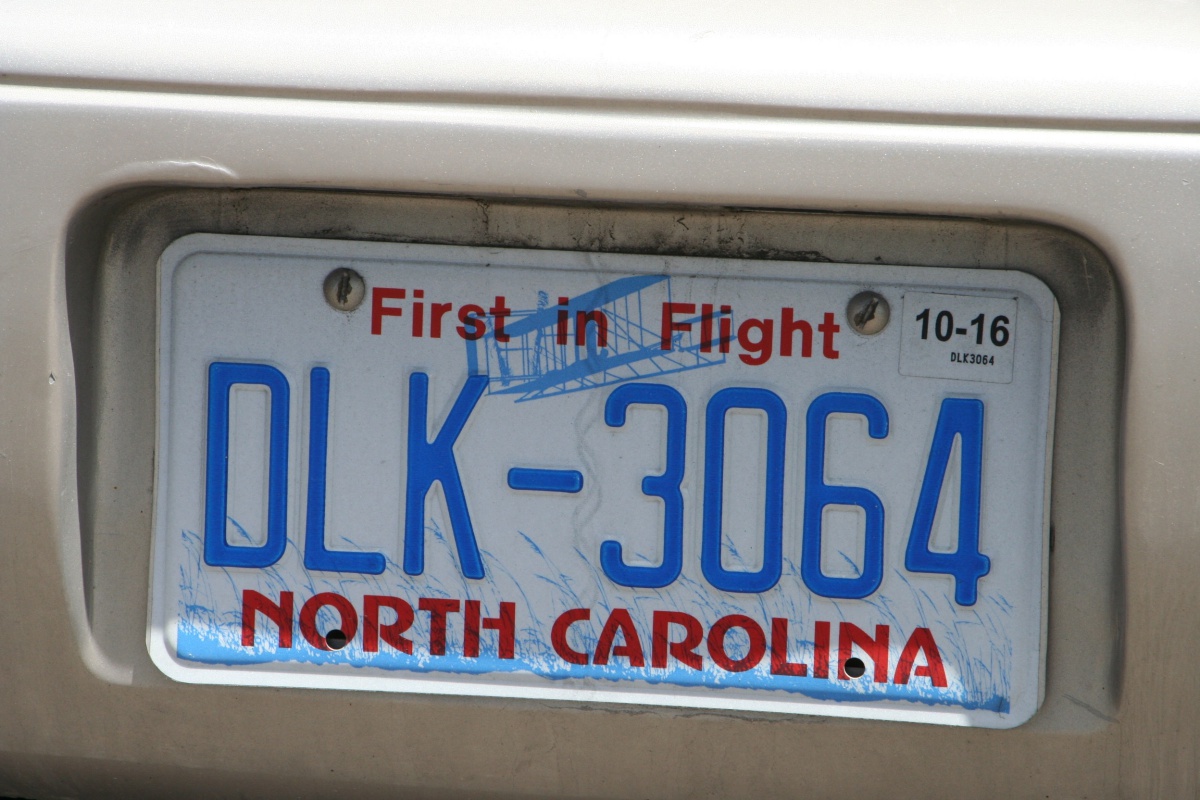 First in Flight
10-16
DLK3064
DLK-3064
NORTH CAROLINA